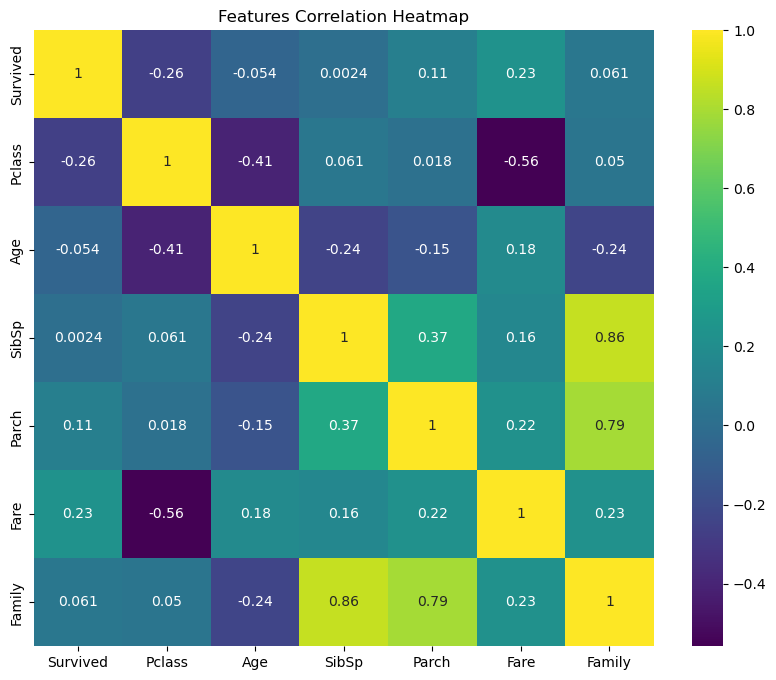 Features Correlation Heatmap
Survived 1 -0.26 -0.054 0.0024 0.11 0.23 0.061
Pclass -0.26 1 -0.41 0.061 0.018 -0.56 0.05
Age -0.054 -0.41 1 -0.24 -0.15 0.18 -0.24
SibSp 0.0024 0.061 -0.24 1 0.37 0.16 0.86
Parch 0.11 0.018 -0.15 0.37 1 0.22 0.79
Fare 0.23 -0.56 0.18 0.16 0.22 1 0.23
Family 0.061 0.05 -0.24 0.86 0.79 0.23 1
Survived Pclass Age SibSp Parch Fare Family
1.0
0.8
0.6
0.4
0.2
0.0
−0.2
−0.4